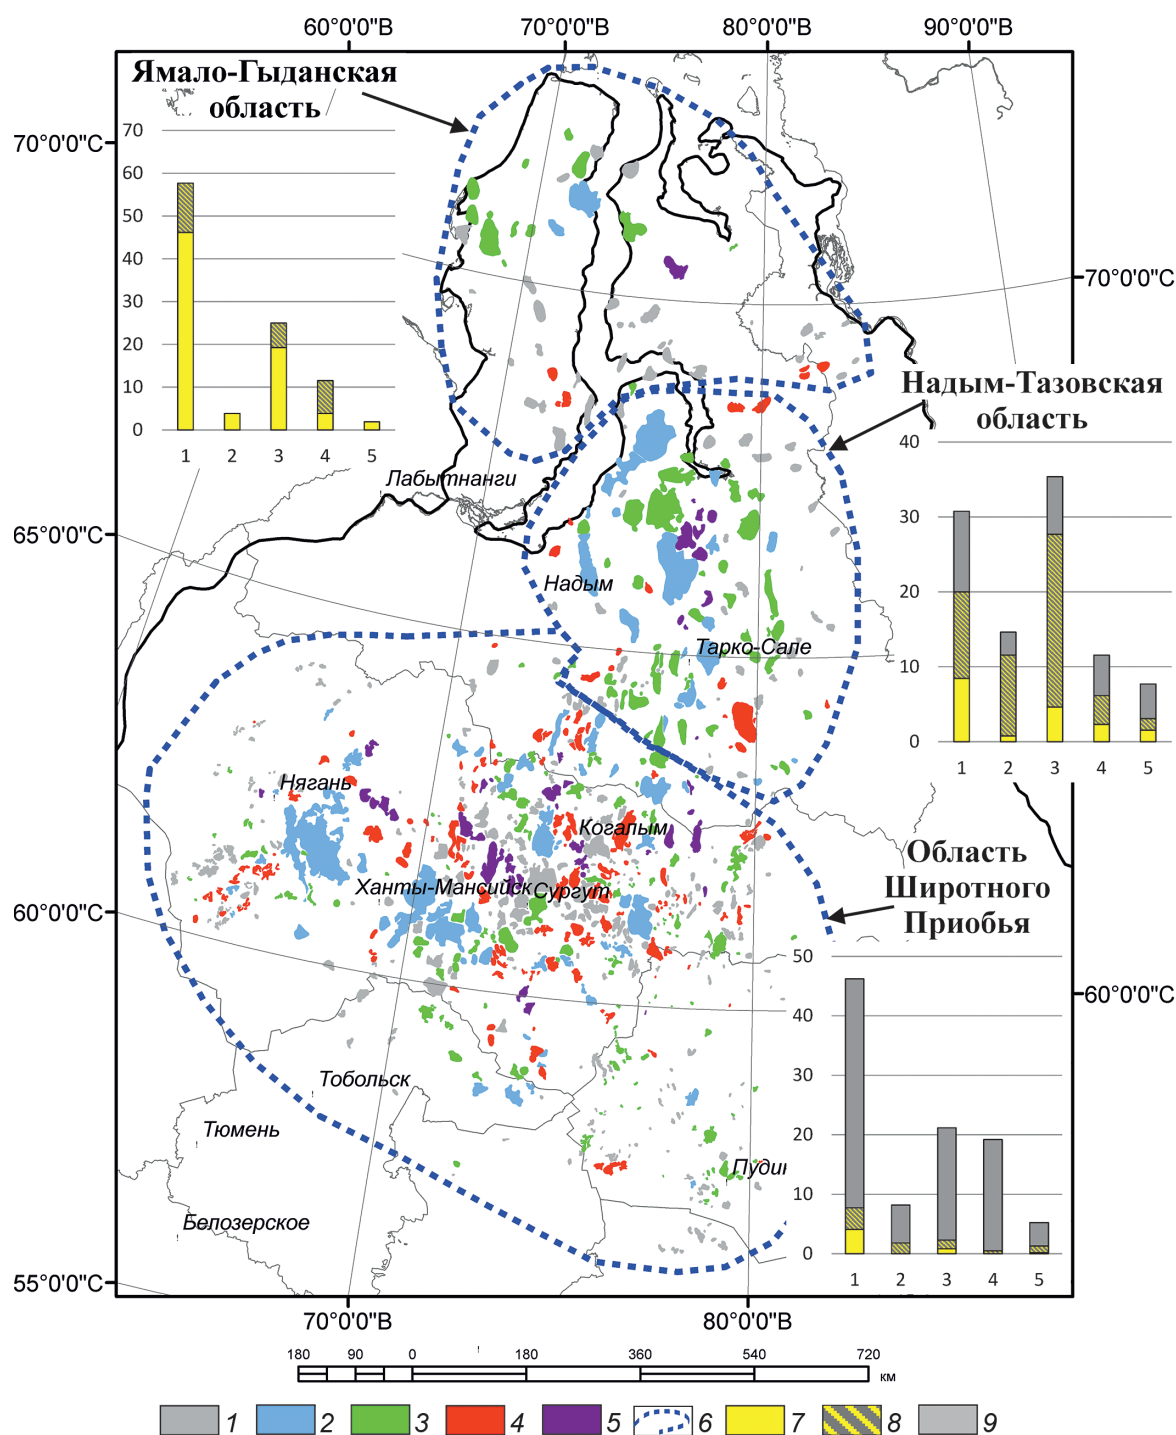 60°0'0"В 70°0'0"В 80°0'0"В 90°0'0"В
Ямало-Гыданская
область
70
60
50
40
30
20
10
0
1 2 3 4 5
70°0'0"С
70°0'0"С
Надым-Тазовская
область
40
30
20
10
0
1 2 3 4 5
Лабытнанги
65°0'0"С
Надым
Тарко-Сале
Нягань
Когалым
Ханты-Мансийск
Сургут
Область
Широтного
Приобья
60°0'0"С
60°0'0"С
50
40
30
20
10
0
1 2 3 4 5
Тобольск
Тюмень
Пудин
Белозерское
55°0'0"С
70°0'0"В 80°0'0"В
180 90 0 180 360 540 720
км
1 2 3 4 5 6 7 8 9